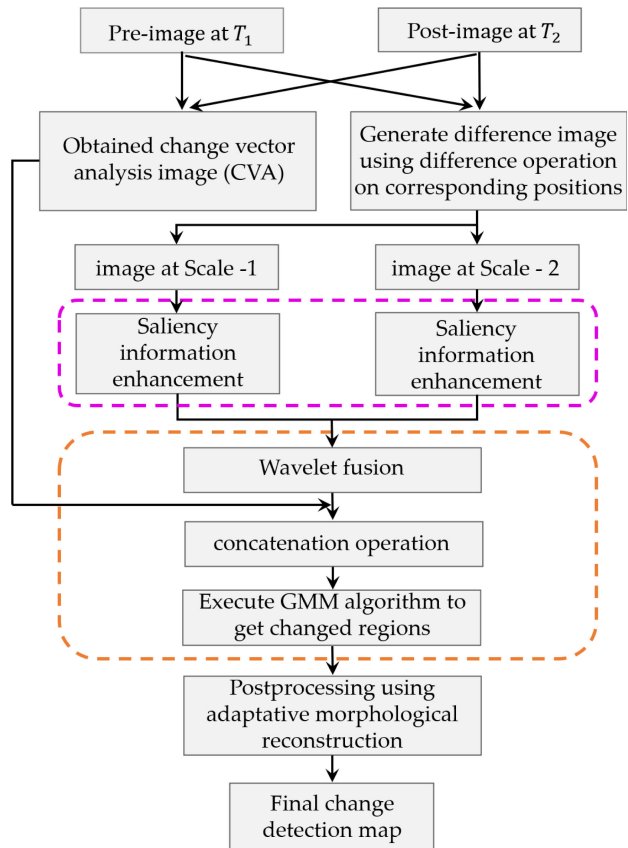 Pre-image at T₁
Post-image at T₂
Obtained change vector
analysis image (CVA)
Generate difference image
using difference operation
on corresponding positions
image at Scale -1
image at Scale - 2
Saliency
information
enhancement
Saliency
information
enhancement
Wavelet fusion
concatenation operation
Execute GMM algorithm to
get changed regions
Postprocessing using
adaptative morphological
reconstruction
Final change
detection map